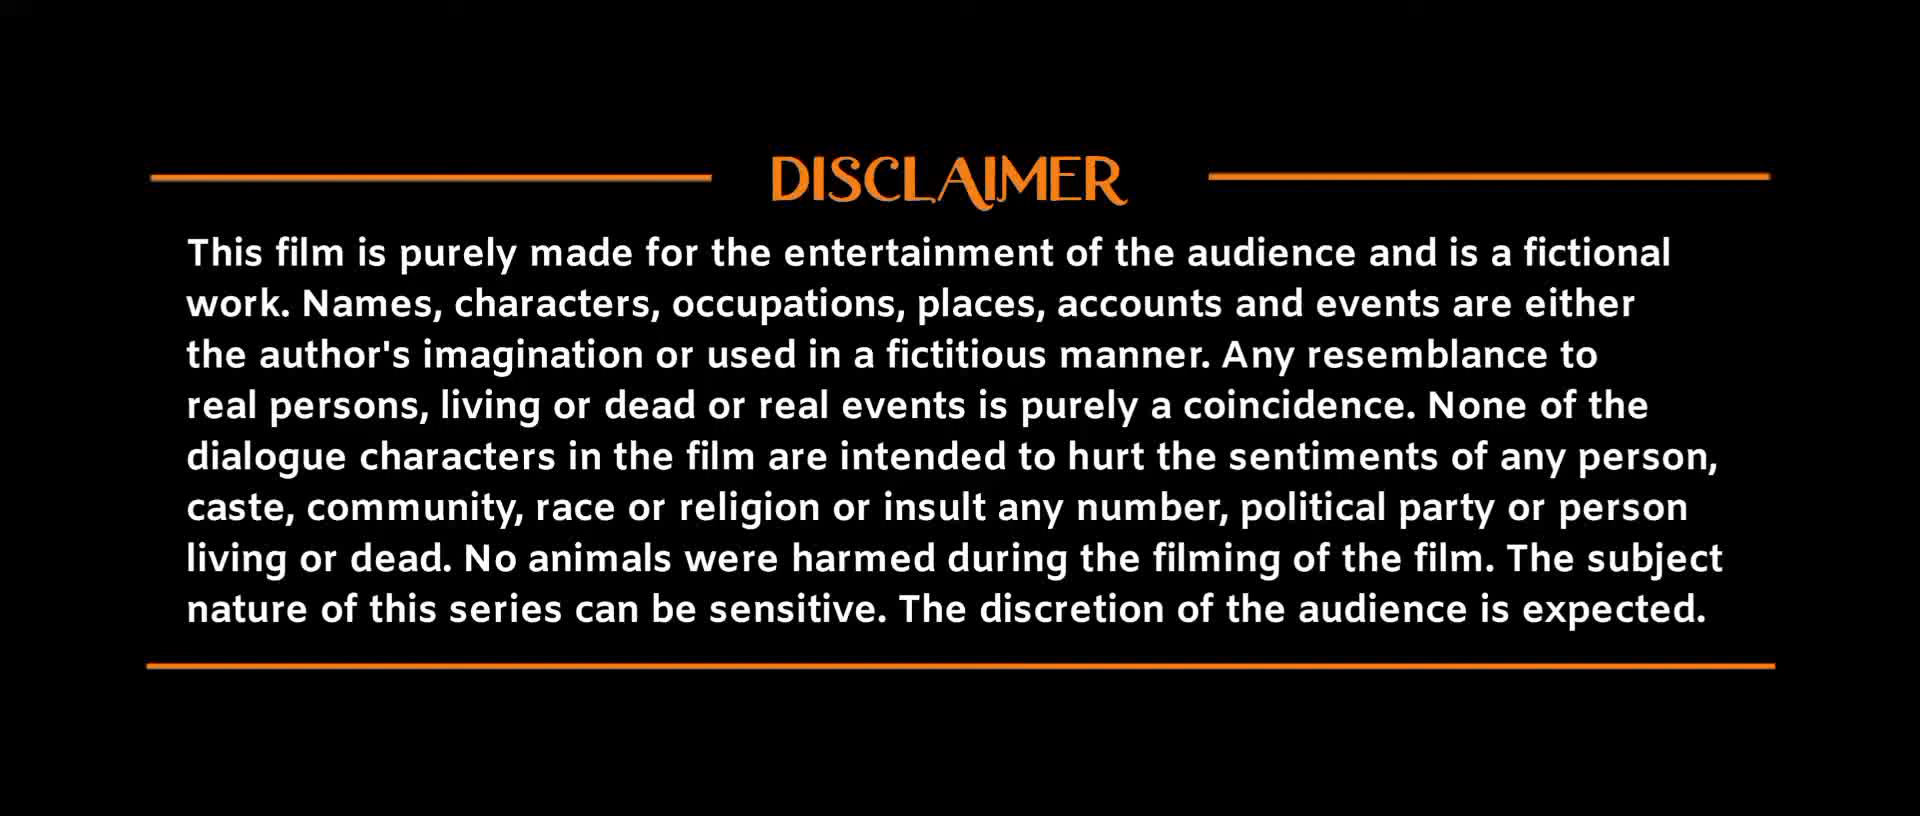 DISCLAIMER
This film is purely made for the entertainment of the audience and is a fictional
work. Names, characters, occupations, places, accounts and events are either
the author's imagination or used in a fictitious manner. Any resemblance to
real persons, living or dead or real events is purely a coincidence. None of the
dialogue characters in the film are intended to hurt the sentiments of any person,
caste, community, race or religion or insult any number, political party or person
living or dead. No animals were harmed during the filming of the film. The subject
nature of this series can be sensitive. The discretion of the audience is expected.